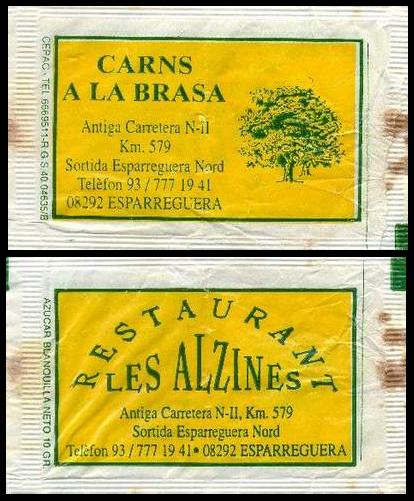 CARNS
A LA BRASA
Antiga Carretera N-II
Km. 579
Sortida Esparreguera Nord
Telèfon 93 / 777 19 41
08292 ESPARREGUERA
CEPAC - TEL. 6669511-R.G.S. 40.04635/B
RESTAURANT
LES ALZINES
Antiga Carretera N-II, Km. 579
Sortida Esparreguera Nord
Telèfon 93 / 777 19 41 • 08292 ESPARREGUERA
AZUCAR BLANQUILLA NETO 10 GR.